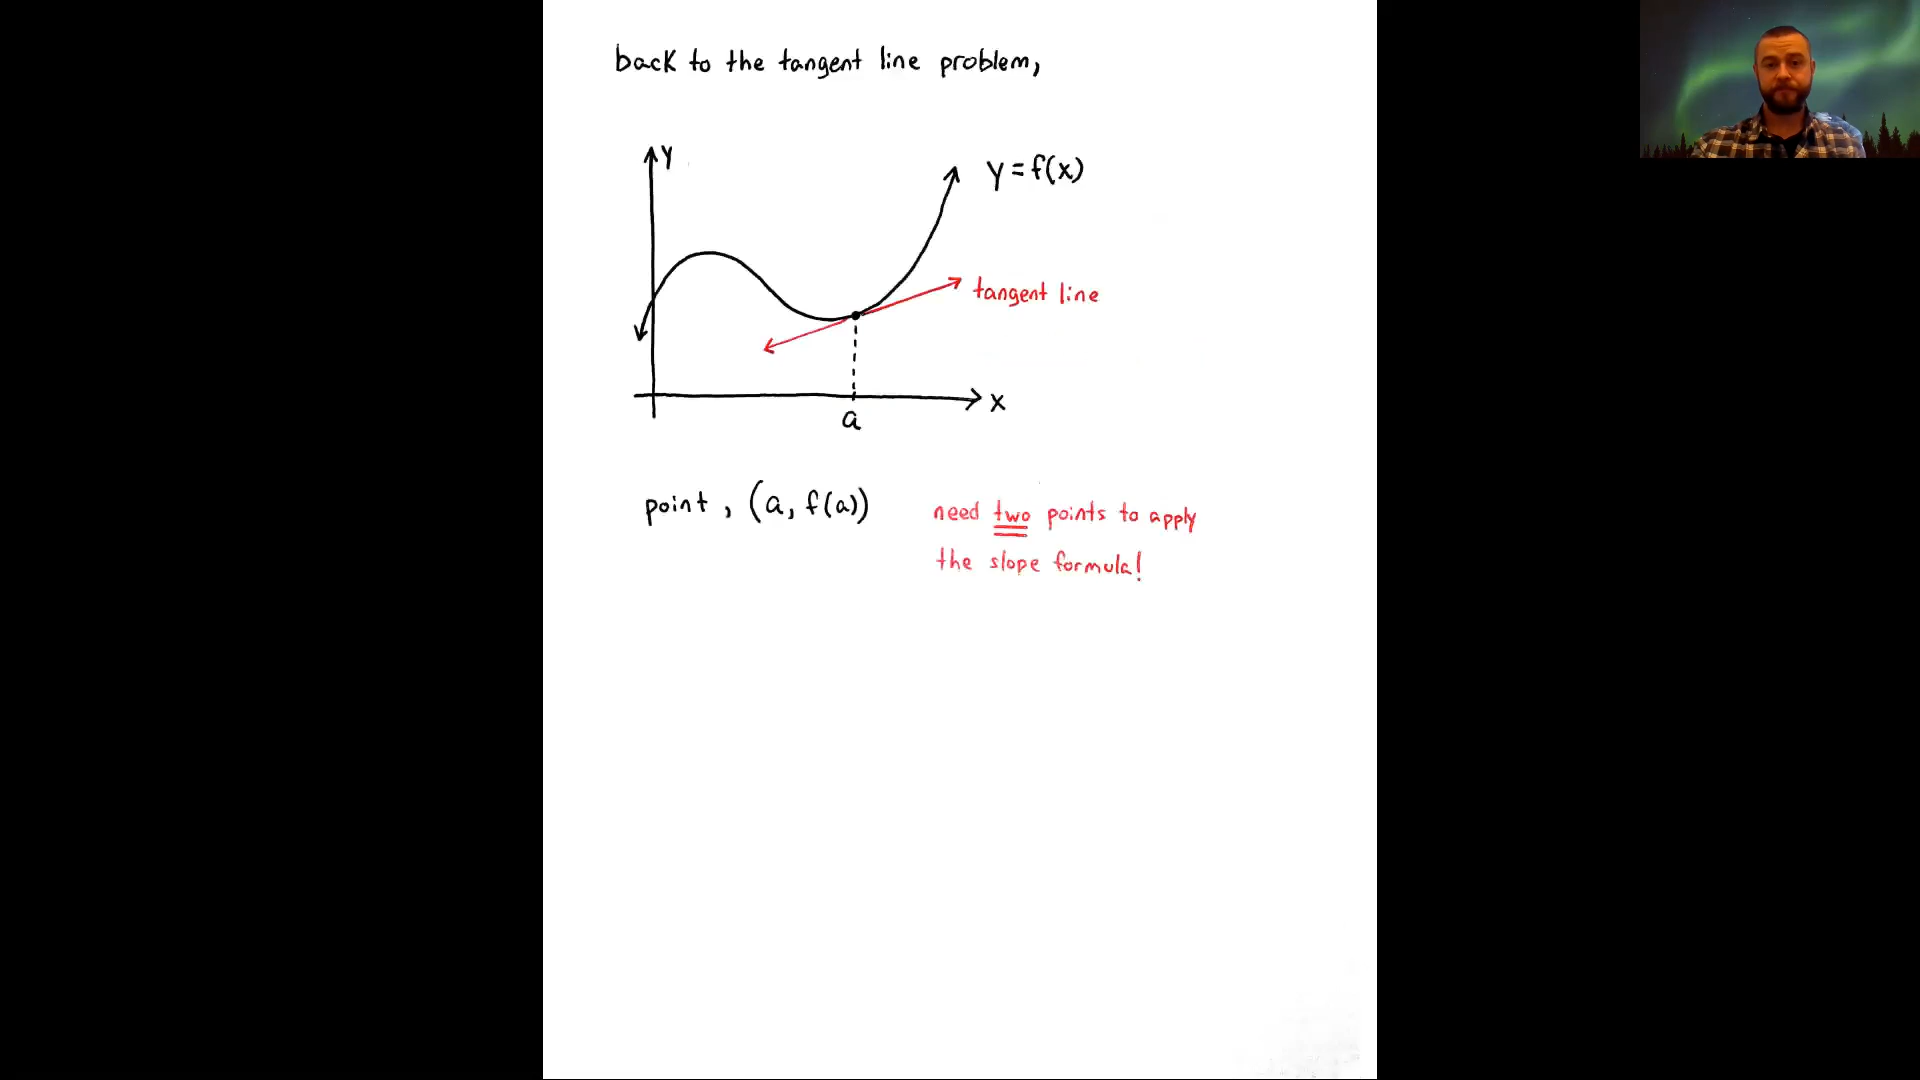 back to the tangent line problem,
y
y = f(x)
tangent line
x
a
point, (a, f(a))
need two points to apply
the slope formula!